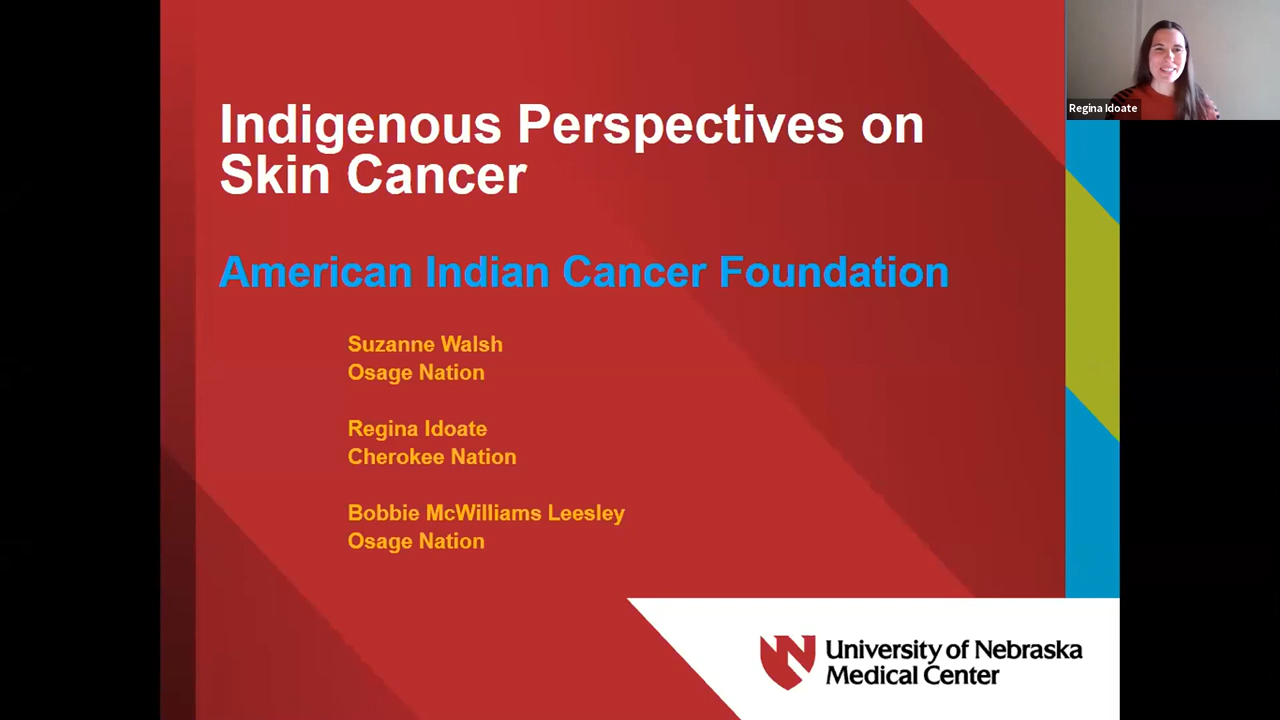 Indigenous Perspectives on
Skin Cancer
American Indian Cancer Foundation
Suzanne Walsh
Osage Nation
Regina Idoate
Cherokee Nation
Bobbie McWilliams Leesley
Osage Nation
University of Nebraska
Medical Center
Regina Idoate